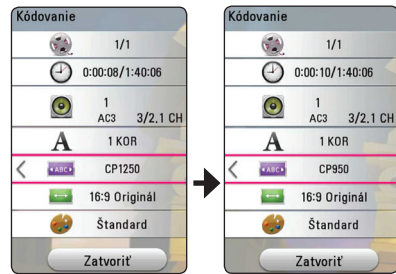 Kódovanie
1/1
0:00:08/1:40:06
1
AC3 3/2.1 CH
A 1 KOR
ABC CP1250
16:9 Originál
Štandard
Zatvoriť
Kódovanie
1/1
0:00:10/1:40:06
1
AC3 3/2.1 CH
A 1 KOR
ABC CP950
16:9 Originál
Štandard
Zatvoriť